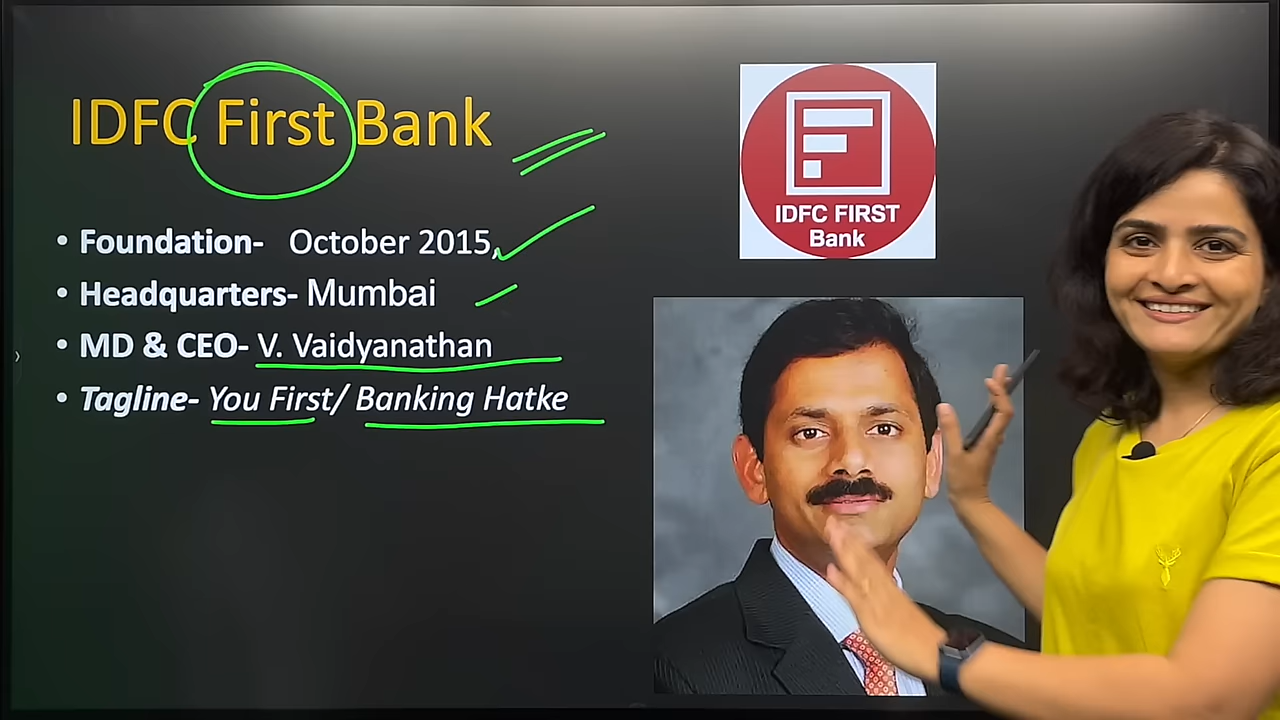 IDFC First Bank
• Foundation- October 2015,
• Headquarters- Mumbai
• MD & CEO- V. Vaidyanathan
• Tagline- You First/ Banking Hatke
IDFC FIRST
Bank